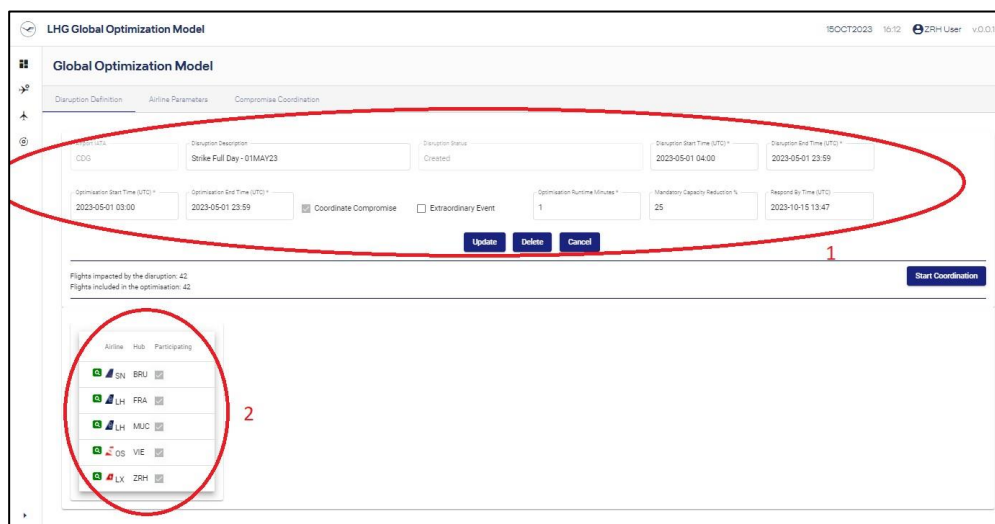 LHG Global Optimization Model
15OCT2023 16:12 ZRH User v.0.0.1
Global Optimization Model
Disruption Definition Airline Parameters Compromise Coordination
Airport IATA Disruption Description Disruption Status Disruption Start Time (UTC) * Disruption End Time (UTC) *
CDG Strike Full Day - 01MAY23 Created 2023-05-01 04:00 2023-05-01 23:59
Optimisation Start Time (UTC) * Optimisation End Time (UTC) * Optimisation Runtime Minutes * Mandatory Capacity Reduction % Respond By Time (UTC)
2023-05-01 03:00 2023-05-01 23:59 Coordinate Compromise Extraordinary Event 1 25 2023-10-15 13:47
Update Delete Cancel
1
Flights impacted by the disruption: 42
Flights included in the optimisation: 42
Start Coordination
Airline Hub Participating
SN BRU
LH FRA
LH MUC
2
OS VIE
LX ZRH